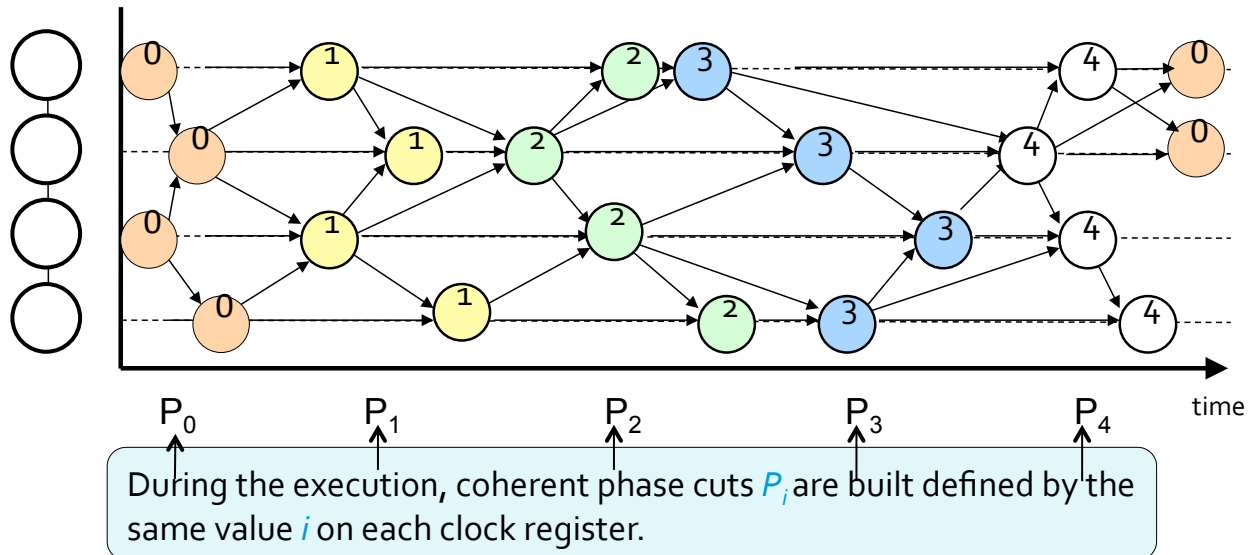 0 1 2 3 4 0
0 1 2 3 4 0
0 1 2 3 4
0 1 2 3 4
P0 P1 P2 P3 P4 time
During the execution, coherent phase cuts Pi are built defined by the
same value i on each clock register.